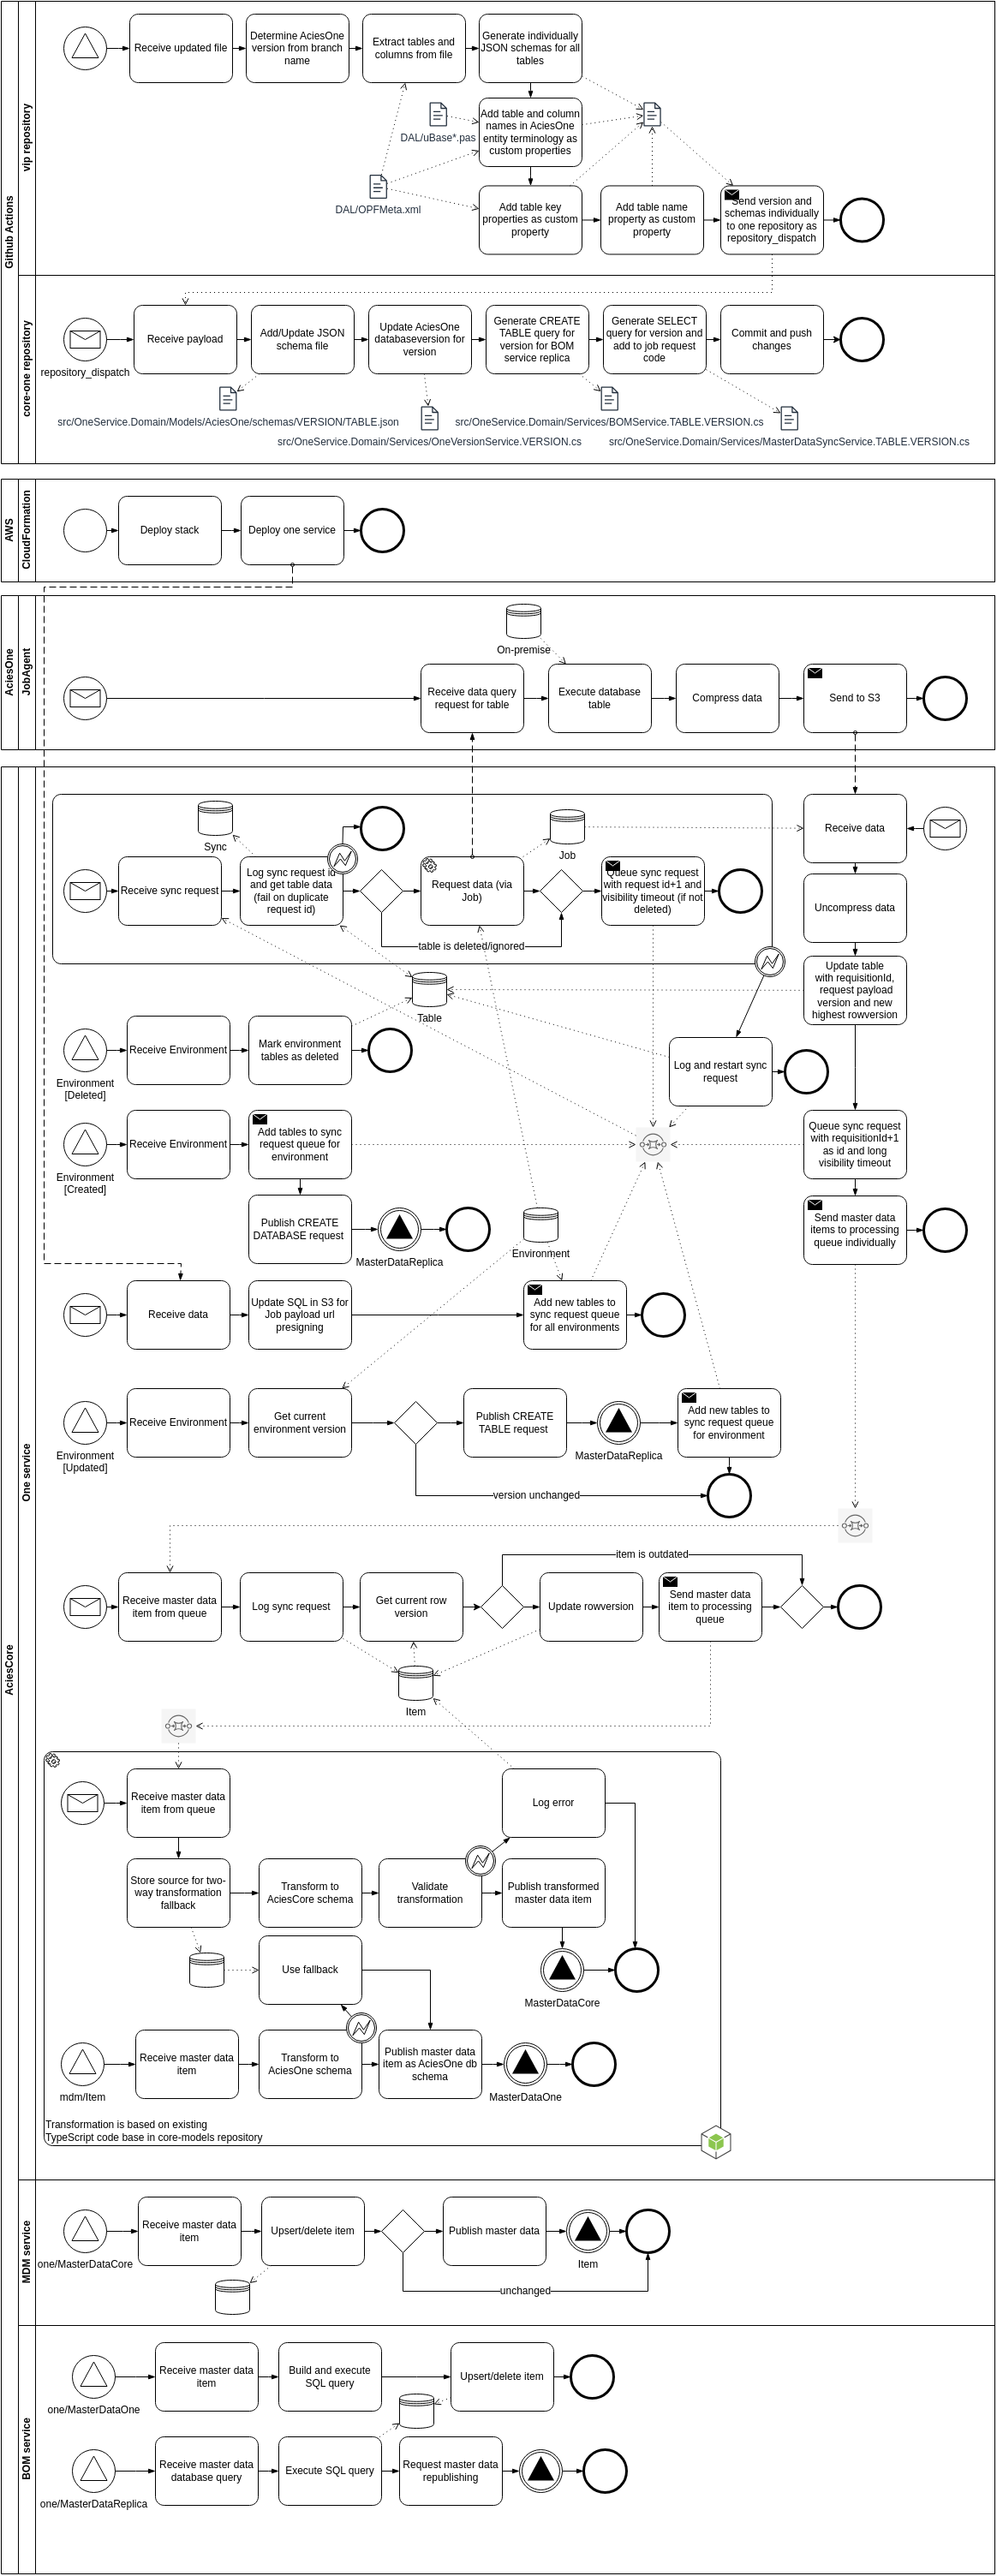 Github Actions
vip repository
Receive updated file
Determine AciesOne
version from branch
name
Extract tables and
columns from file
Generate individually
JSON schemas for all
tables
DAL/uBase*.pas
Add table and column
names in AciesOne
entity terminology as
custom properties
DAL/OPFMeta.xml
Add table key
properties as custom
property
Add table name
property as custom
property
Send version and
schemas individually
to one repository as
repository_dispatch
core-one repository
repository_dispatch
Receive payload
Add/Update JSON
schema file
Update AciesOne
databaseversion for
version
Generate CREATE
TABLE query for
version for BOM
service replica
Generate SELECT
query for version and
add to job request
code
Commit and push
changes
src/OneService.Domain/Models/AciesOne/schemas/VERSION/TABLE.json
src/OneService.Domain/Services/BOMService.TABLE.VERSION.cs
src/OneService.Domain/Services/OneVersionService.VERSION.cs
src/OneService.Domain/Services/MasterDataSyncService.TABLE.VERSION.cs
AWS
CloudFormation
Deploy stack
Deploy one service
AciesOne
JobAgent
On-premise
Receive data query
request for table
Execute database
table
Compress data
Send to S3
AciesCore
One service
Sync
Job
Receive data
Receive sync request
Log sync request id
and get table data
(fail on duplicate
request id)
Request data (via
Job)
Queue sync request
with request id+1 and
visibility timeout (if not
deleted)
table is deleted/ignored
Uncompress data
Update table
with requisitionId,
request payload
version and new
highest rowversion
Table
Receive Environment
Mark environment
tables as deleted
Environment
[Deleted]
Log and restart sync
request
Receive Environment
Add tables to sync
request queue for
environment
Environment
[Created]
Queue sync request
with requisitionId+1
as id and long
visibility timeout
Publish CREATE
DATABASE request
MasterDataReplica
Environment
Send master data
items to processing
queue individually
Receive data
Update SQL in S3 for
Job payload url
presigning
Add new tables to
sync request queue
for all environments
Receive Environment
Get current
environment version
Publish CREATE
TABLE request
MasterDataReplica
Add new tables to
sync request queue
for environment
Environment
[Updated]
version unchanged
item is outdated
Receive master data
item from queue
Log sync request
Get current row
version
Update rowversion
Send master data
item to processing
queue
Item
Receive master data
item from queue
Log error
Store source for two-
way transformation
fallback
Transform to
AciesCore schema
Validate
transformation
Publish transformed
master data item
Use fallback
MasterDataCore
mdm/Item
Receive master data
item
Transform to
AciesOne schema
Publish master data
item as AciesOne db
schema
MasterDataOne
Transformation is based on existing
TypeScript code base in core-models repository
MDM service
one/MasterDataCore
Receive master data
item
Upsert/delete item
Publish master data
Item
unchanged
BOM service
one/MasterDataOne
Receive master data
item
Build and execute
SQL query
Upsert/delete item
one/MasterDataReplica
Receive master data
database query
Execute SQL query
Request master data
republishing